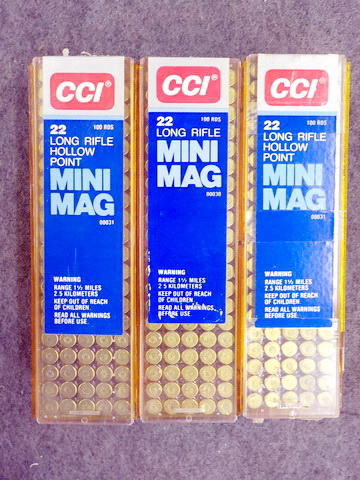 CCI®
22 100 RDS
LONG RIFLE
HOLLOW
POINT
MINI
MAG
00031
WARNING
RANGE 1½ MILES
2.5 KILOMETERS
KEEP OUT OF REACH
OF CHILDREN
READ ALL WARNINGS
BEFORE USE
CCI®
22 100 RDS
LONG RIFLE
MINI
MAG
00030
WARNING
RANGE 1½ MILES
2.5 KILOMETERS
KEEP OUT OF REACH
OF CHILDREN
READ ALL WARNINGS
BEFORE USE
CCI®
22 100 RDS
LONG RIFLE
HOLLOW
POINT
MINI
MAG
00031
WARNING
RANGE 1½ MILES
2.5 KILOMETERS
KEEP OUT OF REACH
OF CHILDREN
READ ALL WARNINGS
BEFORE USE